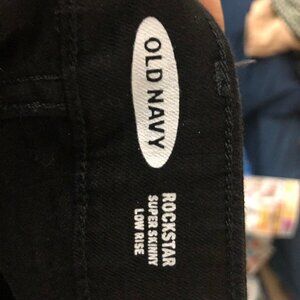 OLD NAVY
ROCKSTAR
SUPER SKINNY
LOW RISE